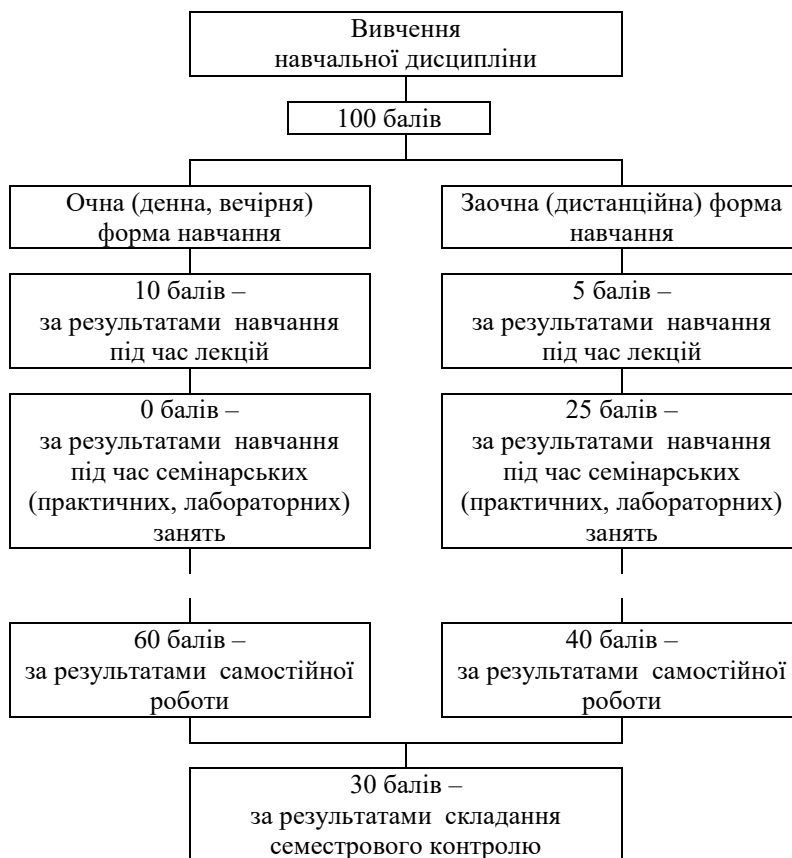 Вивчення
навчальної дисципліни
100 балів
Очна (денна, вечірня)
форма навчання
Заочна (дистанційна) форма
навчання
10 балів –
за результатами навчання
під час лекцій
5 балів –
за результатами навчання
під час лекцій
0 балів –
за результатами навчання
під час семінарських
(практичних, лабораторних)
занять
25 балів –
за результатами навчання
під час семінарських
(практичних, лабораторних)
занять
60 балів –
за результатами самостійної
роботи
40 балів –
за результатами самостійної
роботи
30 балів –
за результатами складання
семестрового контролю